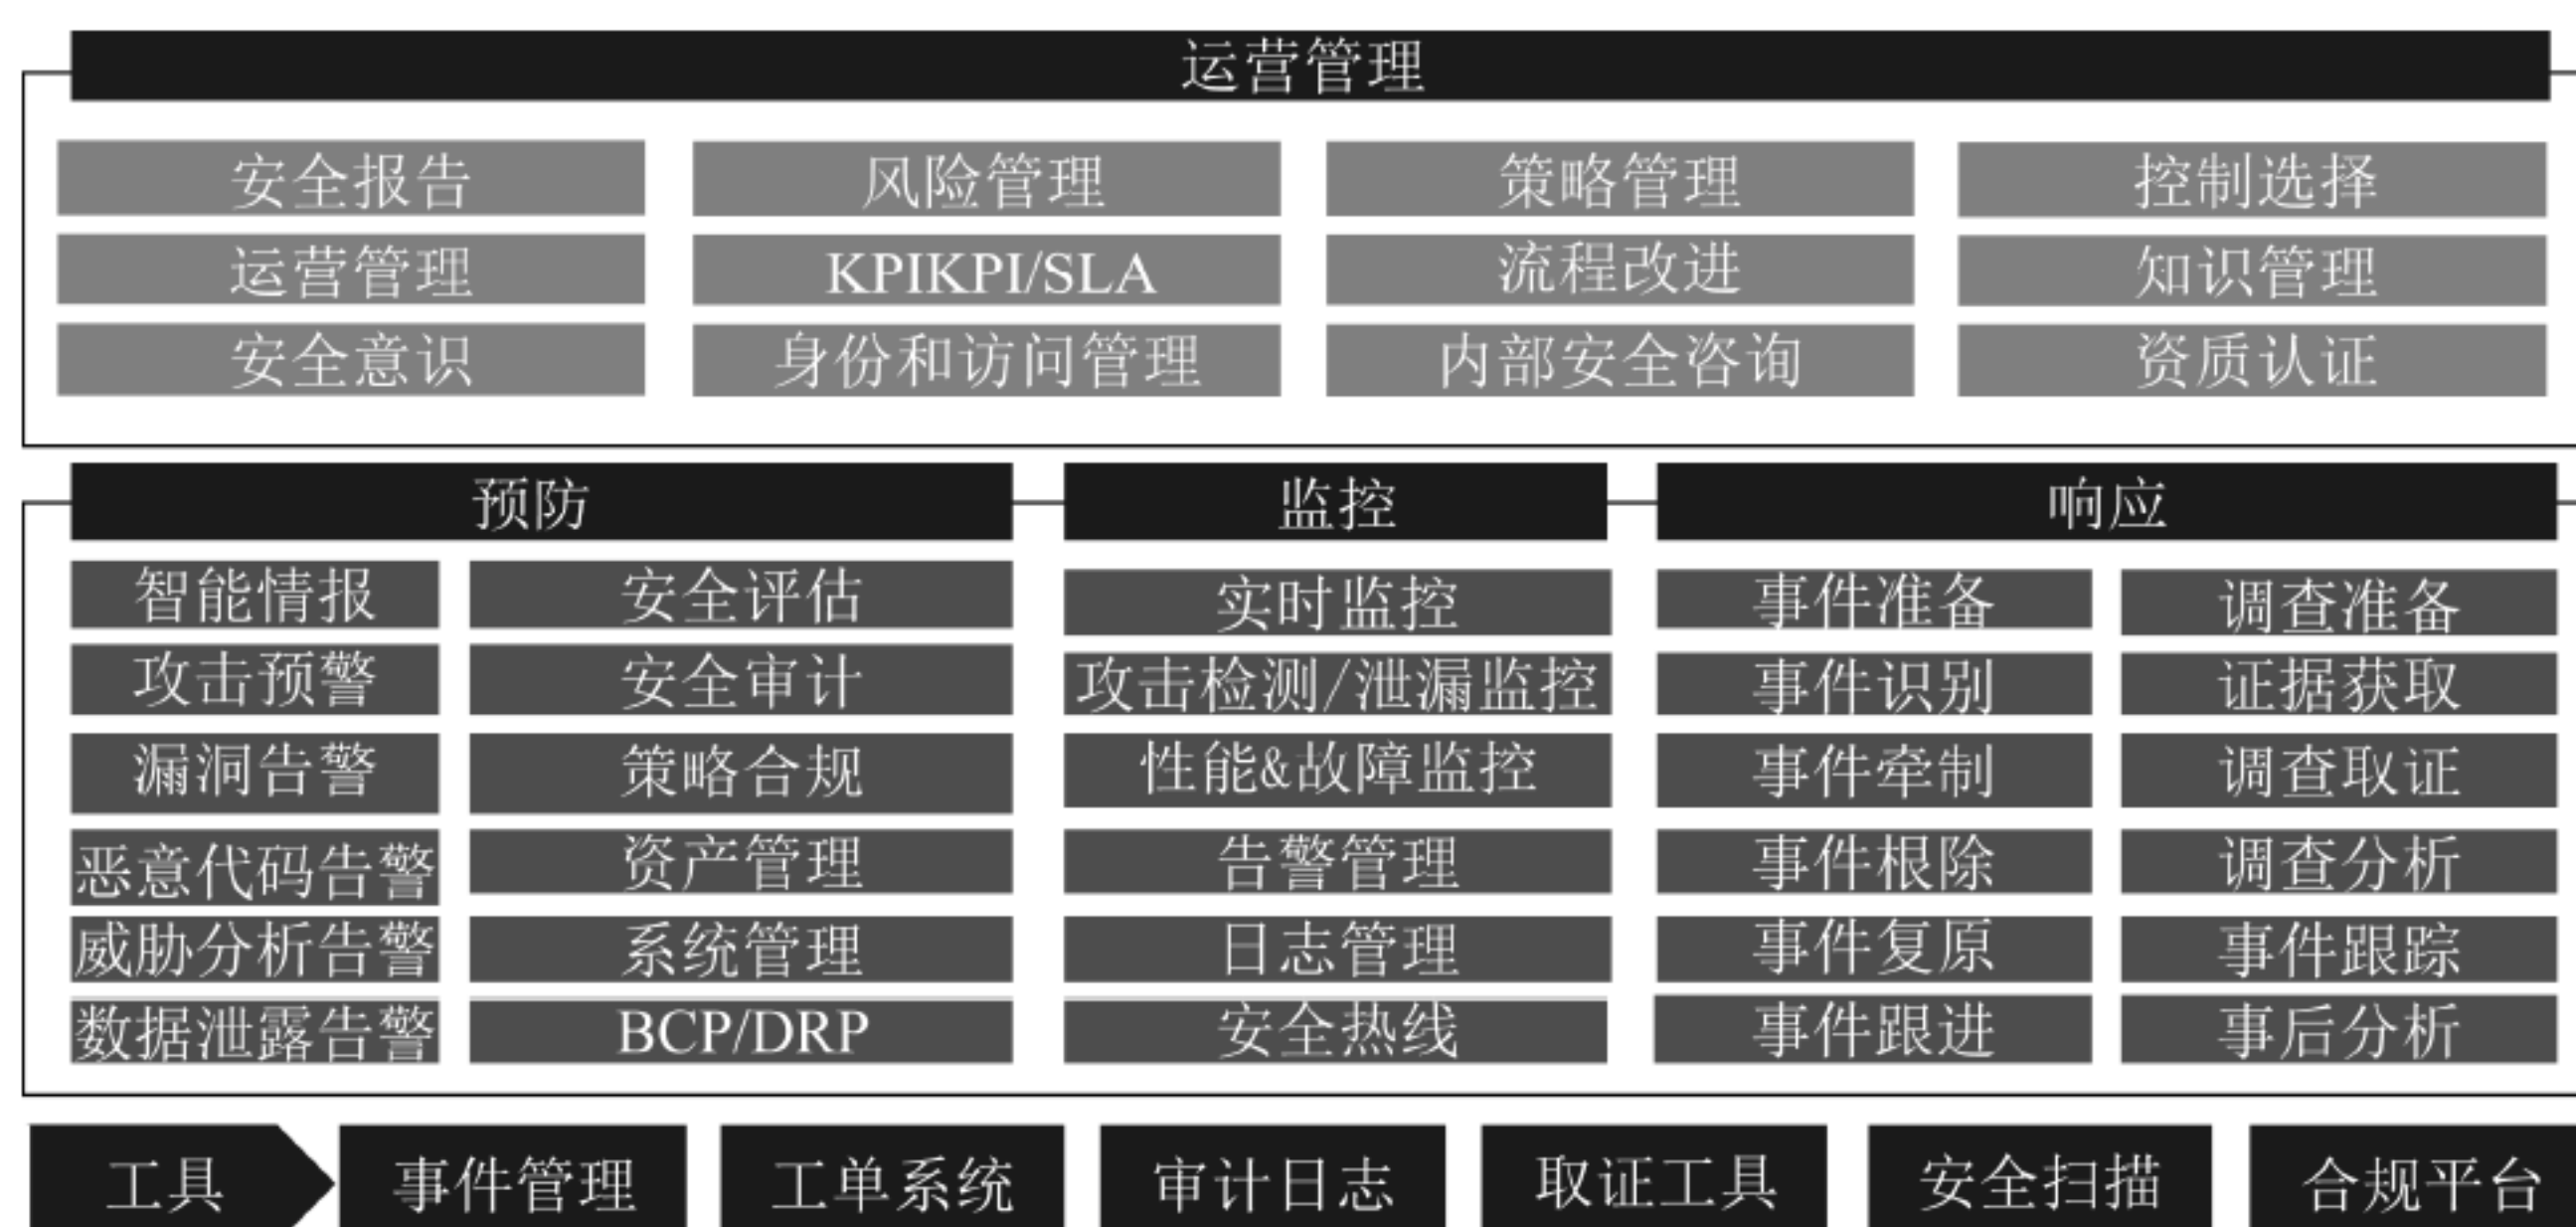 运营管理
安全报告 风险管理 策略管理 控制选择
运营管理 KPIKPI/SLA 流程改进 知识管理
安全意识 身份和访问管理 内部安全咨询 资质认证
预防 监控 响应
智能情报 安全评估 实时监控 事件准备 调查准备
攻击预警 安全审计 攻击检测/泄漏监控 事件识别 证据获取
漏洞告警 策略合规 性能&故障监控 事件牵制 调查取证
恶意代码告警 资产管理 告警管理 事件根除 调查分析
威胁分析告警 系统管理 日志管理 事件复原 事件跟踪
数据泄露告警 BCP/DRP 安全热线 事件跟进 事后分析
工具 事件管理 工单系统 审计日志 取证工具 安全扫描 合规平台